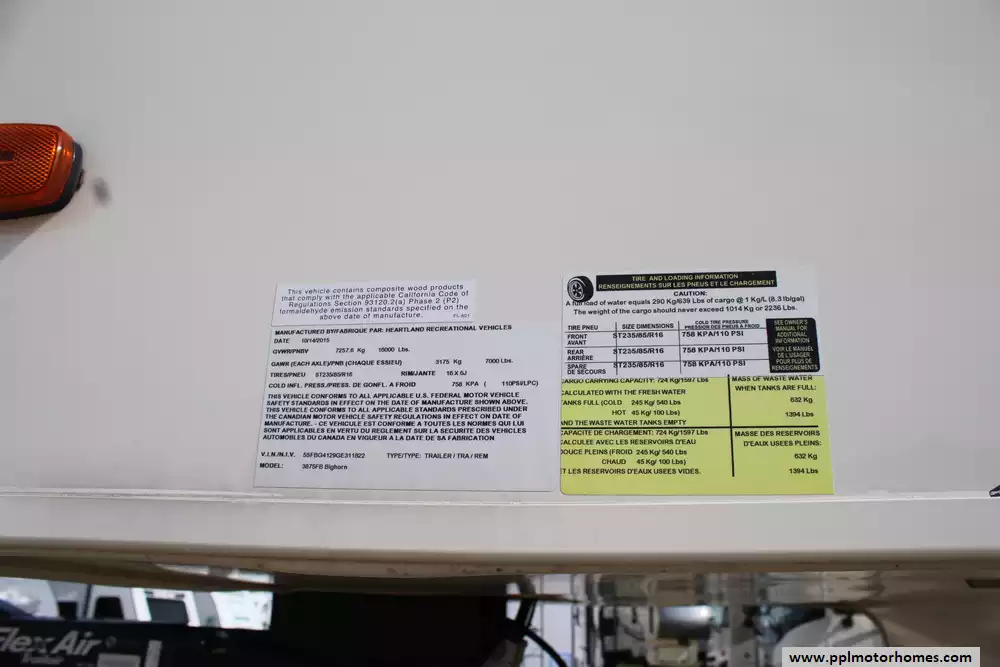 This vehicle contains composite wood products
that comply with the applicable California Code of
Regulations Section 93120.2(a) Phase 2 (P2)
formaldehyde emission standards specified on the
above date of manufacture.
MANUFACTURED BY/FABRIQUE PAR: HEARTLAND RECREATIONAL VEHICLES
DATE 10/14/2015
GVWR/PNBV 7257.6 Kg 16000 Lbs.
GAWR (EACH AXLE)/PNB (CHAQUE ESSIEU) 3175 Kg 7000 Lbs.
TIRES/PNEU ST235/85/R16 RIM/JANTE 16 X 6J
COLD INFL. PRESS/PRESS. DE GONFL. A FROID 758 KPA ( 110PSI/LPC)
THIS VEHICLE CONFORMS TO ALL APPLICABLE U.S. FEDERAL MOTOR VEHICLE
SAFETY STANDARDS IN EFFECT ON THE DATE OF MANUFACTURE SHOWN ABOVE.
THIS VEHICLE CONFORMS TO ALL APPLICABLE STANDARDS PRESCRIBED UNDER
THE CANADIAN MOTOR VEHICLE SAFETY REGULATIONS IN EFFECT ON DATE OF
MANUFACTURE. - CE VEHICULE EST CONFORME A TOUTES LES NORMES QUI LUI
SONT APPLICABLES EN VERTU DU REGLEMENT SUR LA SECURITE DES VEHICLES
AUTOMOBILES DU CANADA EN VIGUEUR A LA DATE DE SA FABRICATION
V.I.N/N.I.V. 5SFBG4129GE311822 TYPE/TYPE: TRAILER / TRA / REM
MODEL: 3875FB Bighorn
TIRE AND LOADING INFORMATION
RENSEIGNEMENTS SUR LES PNEUS ET LE CHARGEMENT
CAUTION:
A full load of water equals 290 Kg/639 Lbs of cargo @ 1 Kg/L (8.3 lb/gal)
The weight of the cargo should never exceed 1014 Kg or 2236 Lbs.
TIRE PNEU SIZE DIMENSIONS COLD TIRE PRESSURE
PRESSION DES PNEUS A FROID
FRONT
AVANT ST235/85/R16 758 KPA/110 PSI
REAR
ARRIÈRE ST235/85/R16 758 KPA/110 PSI
SPARE
DE SECOURS ST235/85/R16 758 KPA/110 PSI
SEE OWNER'S
MANUAL FOR
ADDITIONAL
INFORMATION
VOIR LE MANUEL
DE L'USAGER
POUR PLUS DE
RENSEIGNEMENTS
CARGO CARRYING CAPACITY: 724 Kg/1597 Lbs
CALCULATED WITH THE FRESH WATER
TANKS FULL (COLD 245 Kg/ 540 Lbs
HOT 45 Kg/ 100 Lbs)
AND THE WASTE WATER TANKS EMPTY
MASS OF WASTE WATER
WHEN TANKS ARE FULL:
632 Kg
1394 Lbs
CAPACITE DE CHARGEMENT: 724 Kg/1597 Lbs
CALCULEE AVEC LES RESERVOIRS D'EAU
DOUCE PLEINS (FROID 245 Kg/ 540 Lbs
CHAUD 45 Kg/ 100 Lbs)
ET LES RESERVOIRS D'EAUX USEES VIDES.
MASSE DES RESERVOIRS
D'EAUX USEES PLEINS:
632 Kg
1394 Lbs
Flex Air
www.pplmotorhomes.com